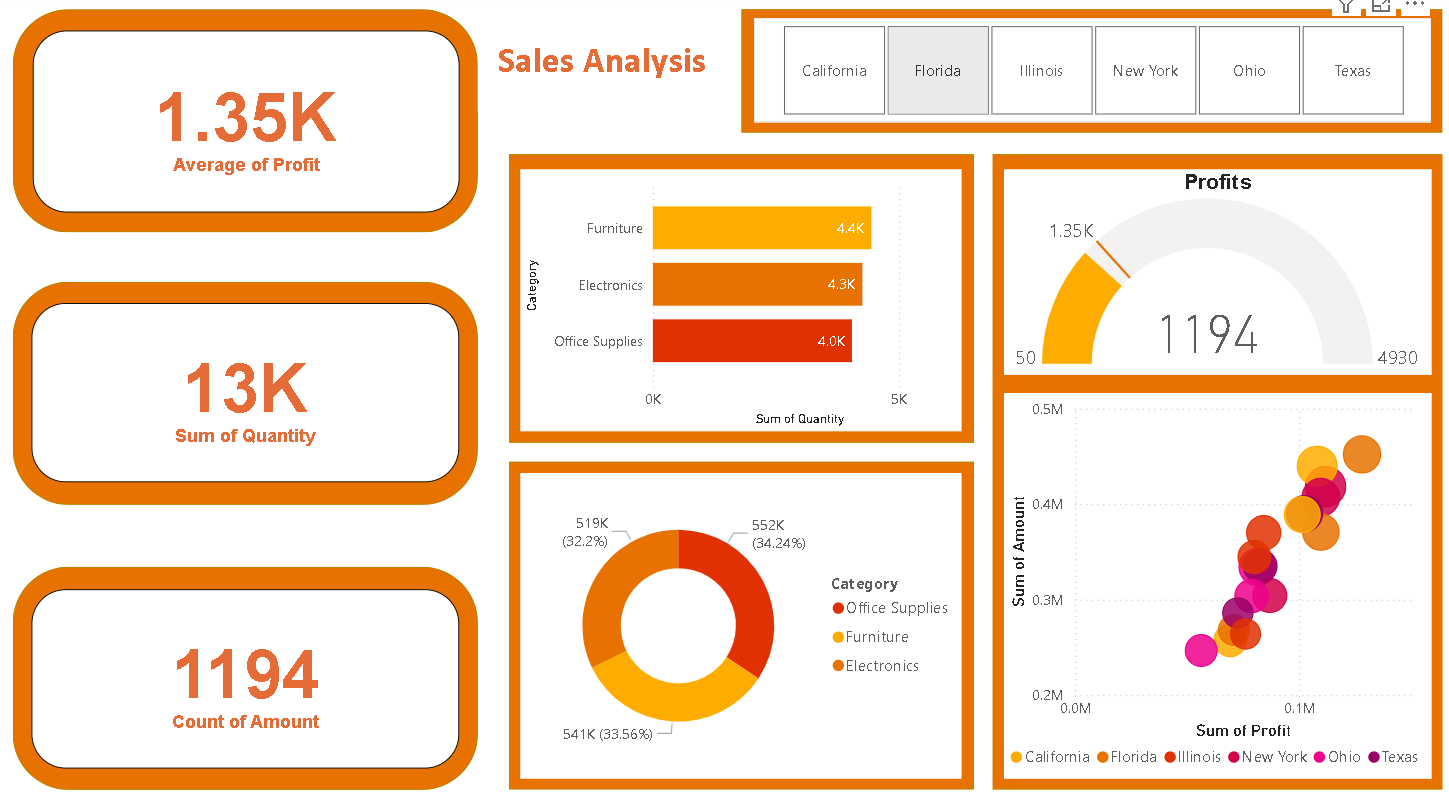 1.35K
Average of Profit
13K
Sum of Quantity
1194
Count of Amount
Sales Analysis
California
Florida
Illinois
New York
Ohio
Texas
Category
Furniture
4.4K
Electronics
4.3K
Office Supplies
4.0K
0K
5K
Sum of Quantity
519K
(32.2%)
552K
(34.24%)
541K (33.56%)
Category
Office Supplies
Furniture
Electronics
Profits
1.35K
1194
50
4930
Sum of Amount
0.5M
0.4M
0.3M
0.2M
0.0M
0.1M
Sum of Profit
California
Florida
Illinois
New York
Ohio
Texas